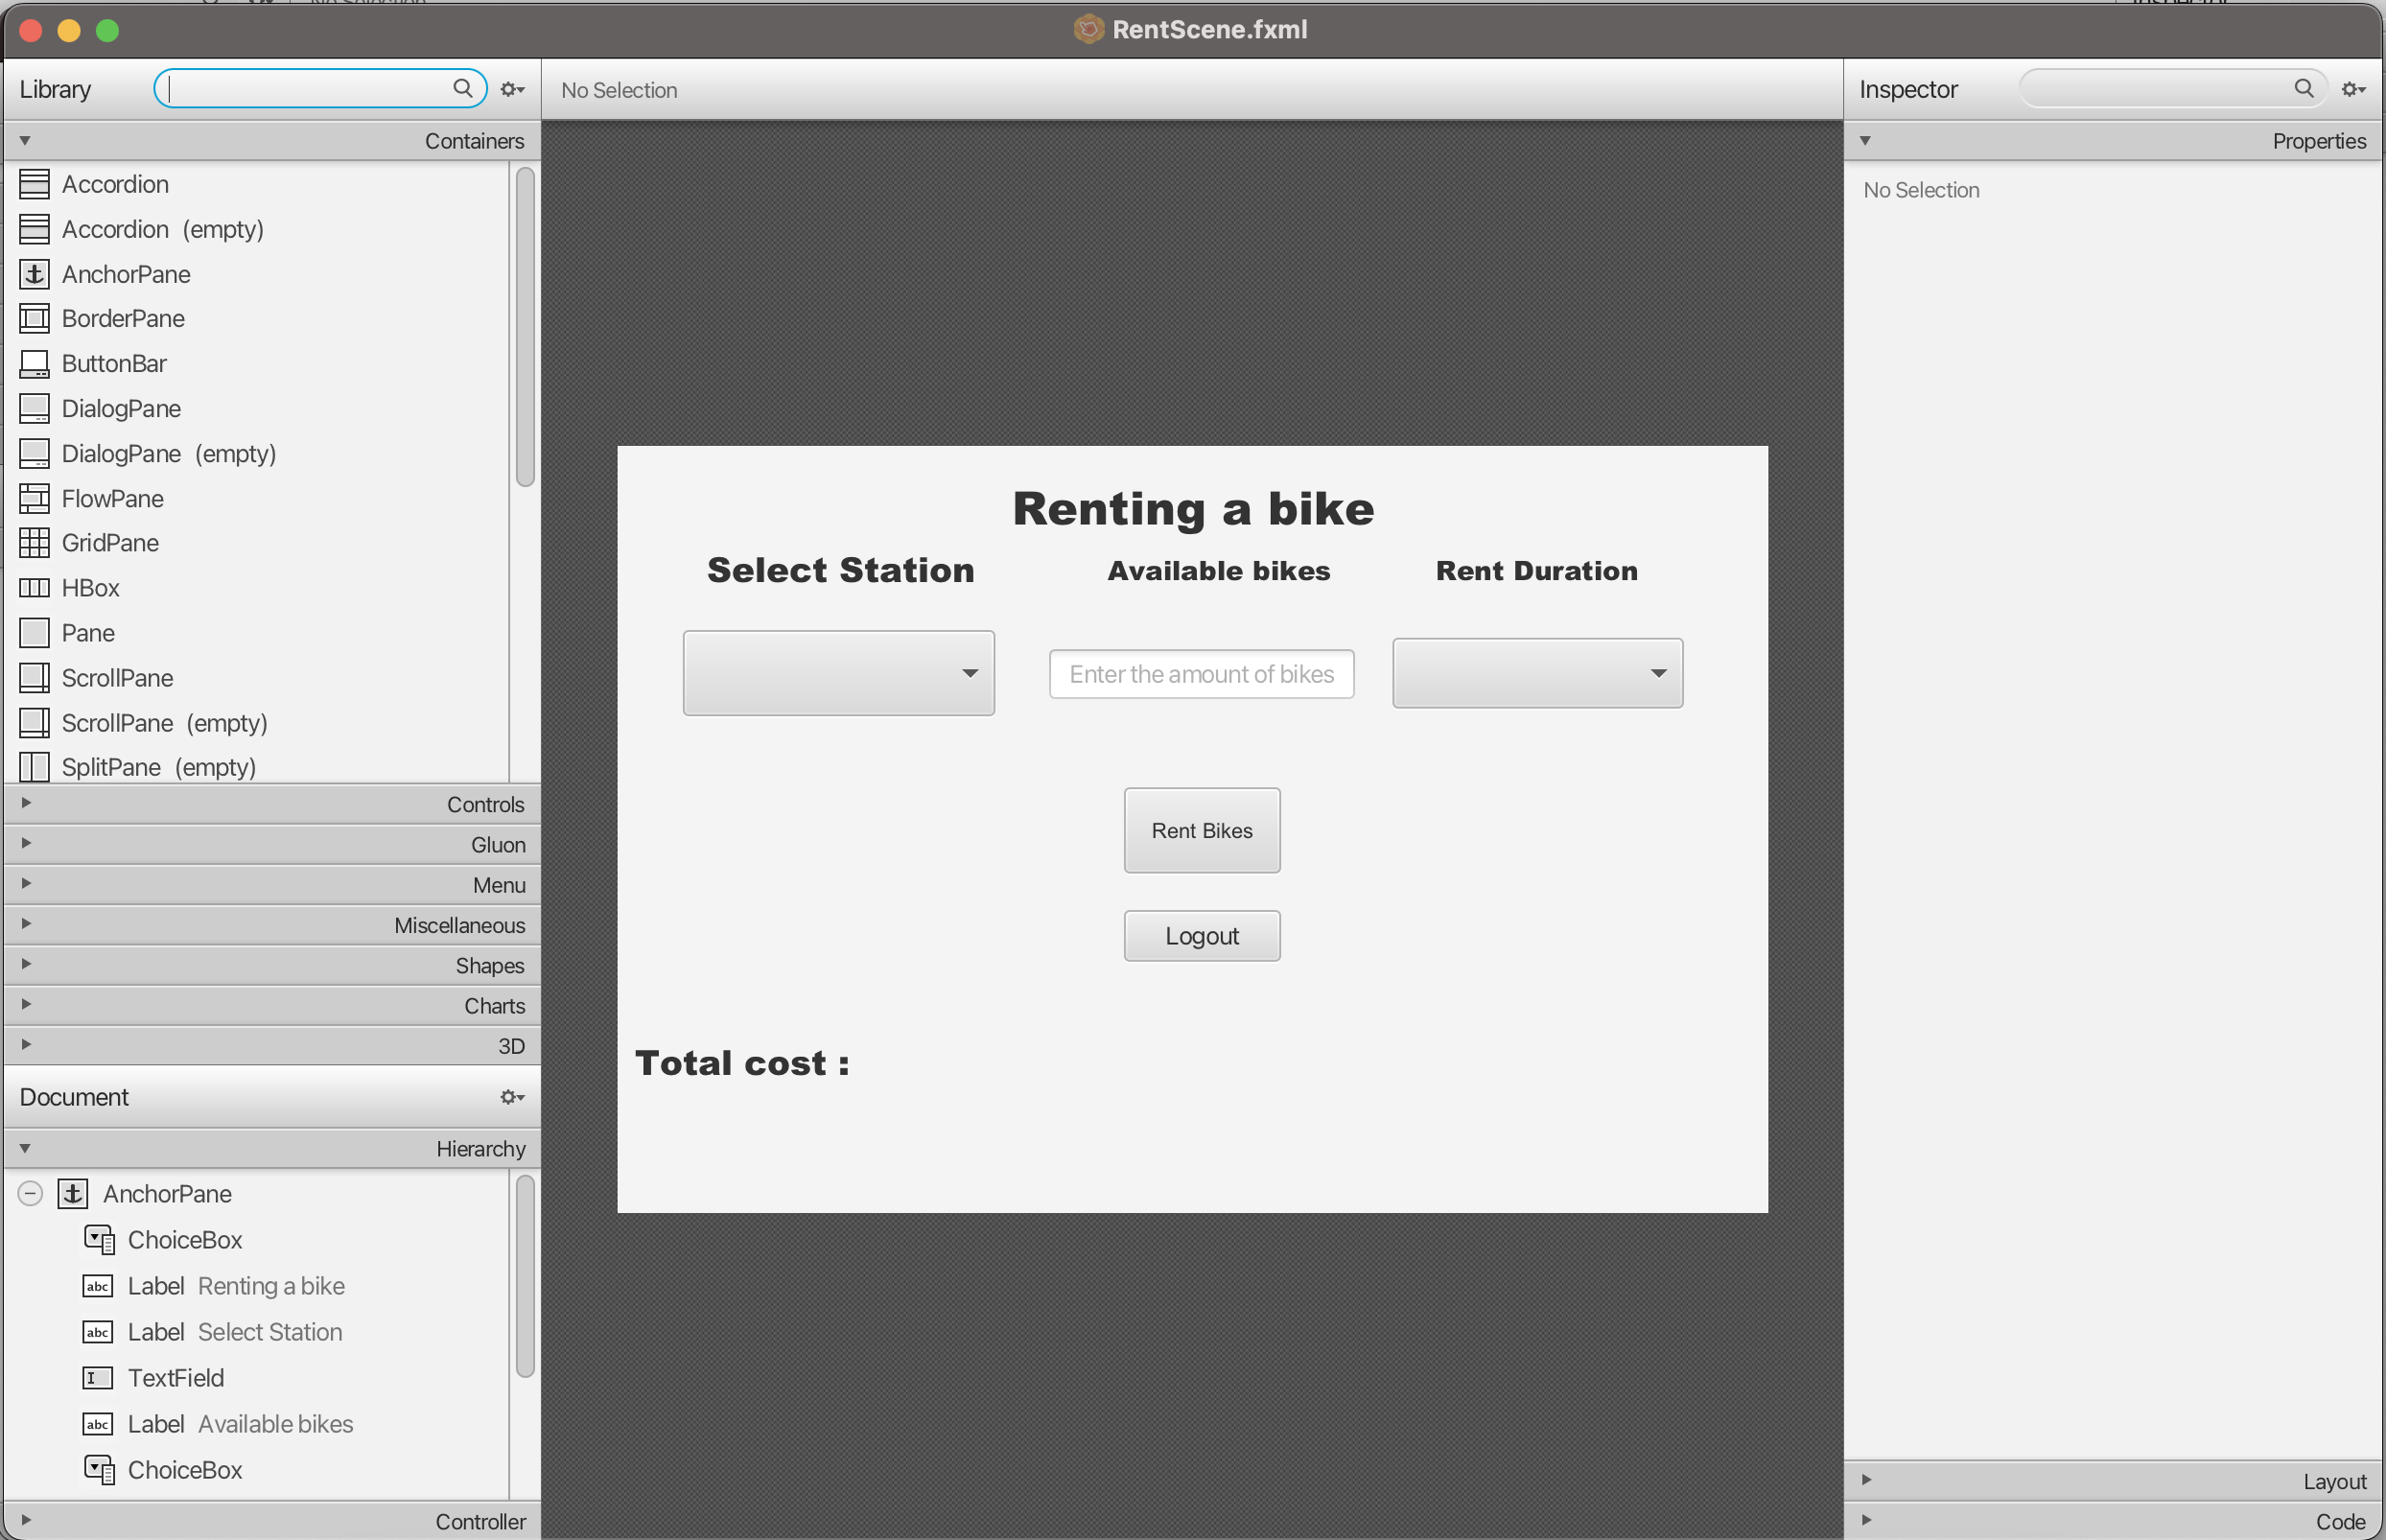 RentScene.fxml
Library
No Selection
Inspector
Containers
Properties
No Selection
Accordion
Accordion (empty)
AnchorPane
BorderPane
ButtonBar
DialogPane
DialogPane (empty)
FlowPane
GridPane
HBox
Pane
ScrollPane
ScrollPane (empty)
SplitPane (empty)
Controls
Gluon
Menu
Miscellaneous
Shapes
Charts
3D
Document
Hierarchy
AnchorPane
ChoiceBox
abc Label Renting a bike
abc Label Select Station
TextField
abc Label Available bikes
ChoiceBox
Controller
Renting a bike
Select Station Available bikes Rent Duration
Enter the amount of bikes
Rent Bikes
Logout
Total cost :
Layout
Code